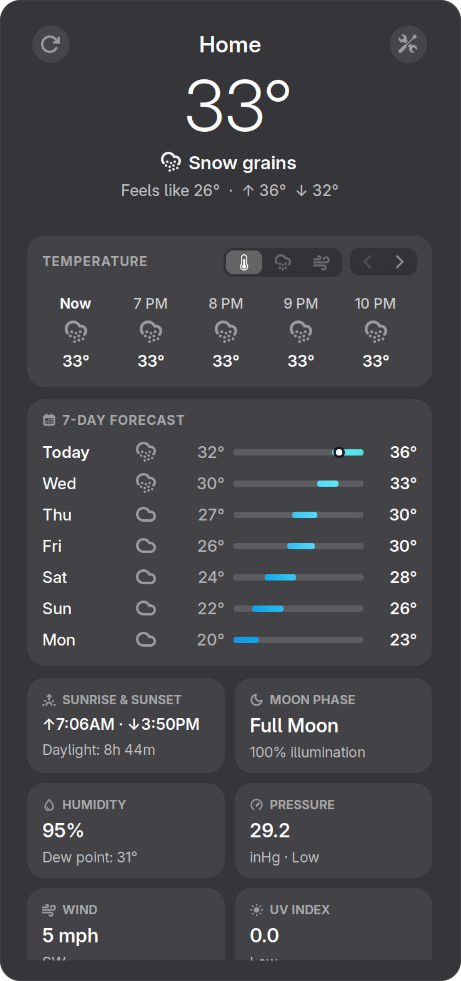 Home
33°
Snow grains
Feels like 26° · ↑ 36° ↓ 32°
TEMPERATURE
Now 7 PM 8 PM 9 PM 10 PM
33° 33° 33° 33° 33°
7-DAY FORECAST
Today 32° 36°
Wed 30° 33°
Thu 27° 30°
Fri 26° 30°
Sat 24° 28°
Sun 22° 26°
Mon 20° 23°
SUNRISE & SUNSET
↑7:06AM · ↓3:50PM
Daylight: 8h 44m
MOON PHASE
Full Moon
100% illumination
HUMIDITY
95%
Dew point: 31°
PRESSURE
29.2
inHg · Low
WIND
5 mph
UV INDEX
0.0